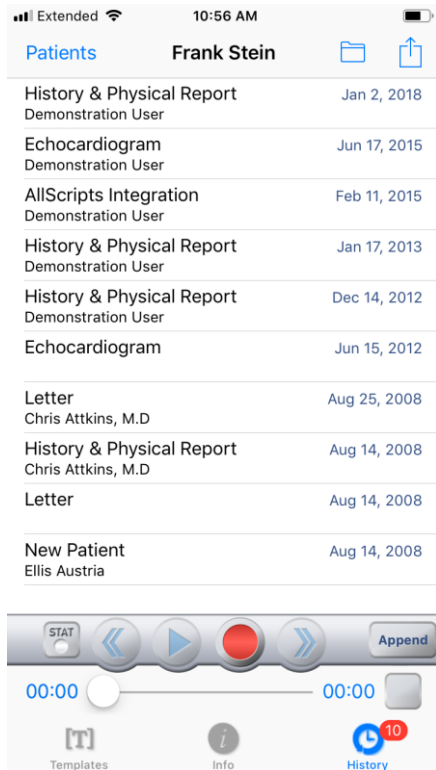 Extended 10:56 AM
Patients Frank Stein
History & Physical Report Jan 2, 2018
Demonstration User
Echocardiogram Jun 17, 2015
Demonstration User
AllScripts Integration Feb 11, 2015
Demonstration User
History & Physical Report Jan 17, 2013
Demonstration User
History & Physical Report Dec 14, 2012
Demonstration User
Echocardiogram Jun 15, 2012
Letter Aug 25, 2008
Chris Attkins, M.D
History & Physical Report Aug 14, 2008
Chris Attkins, M.D
Letter Aug 14, 2008
New Patient Aug 14, 2008
Ellis Austria
STAT Append
00:00 00:00
[T] i 10
Templates Info History